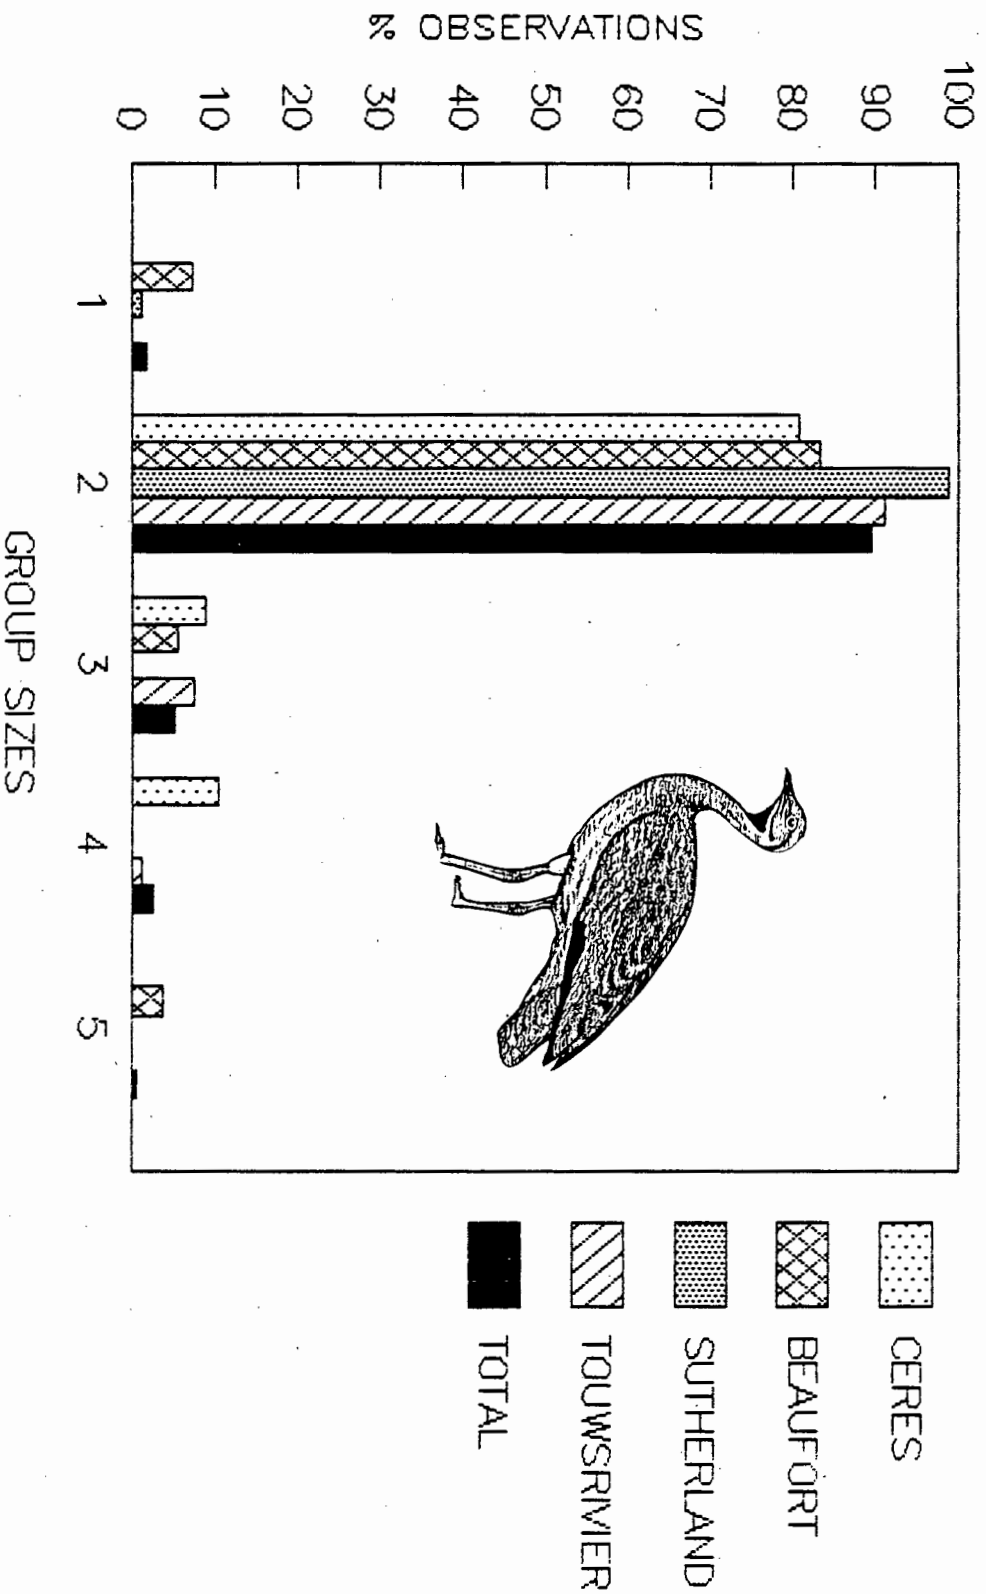 % OBSERVATIONS
100
90
80
70
60
50
40
30
20
10
0
1
2
3
4
5
GROUP SIZES
CERES
BEAUFORT
SUTHERLAND
TOUWSRIVIER
TOTAL